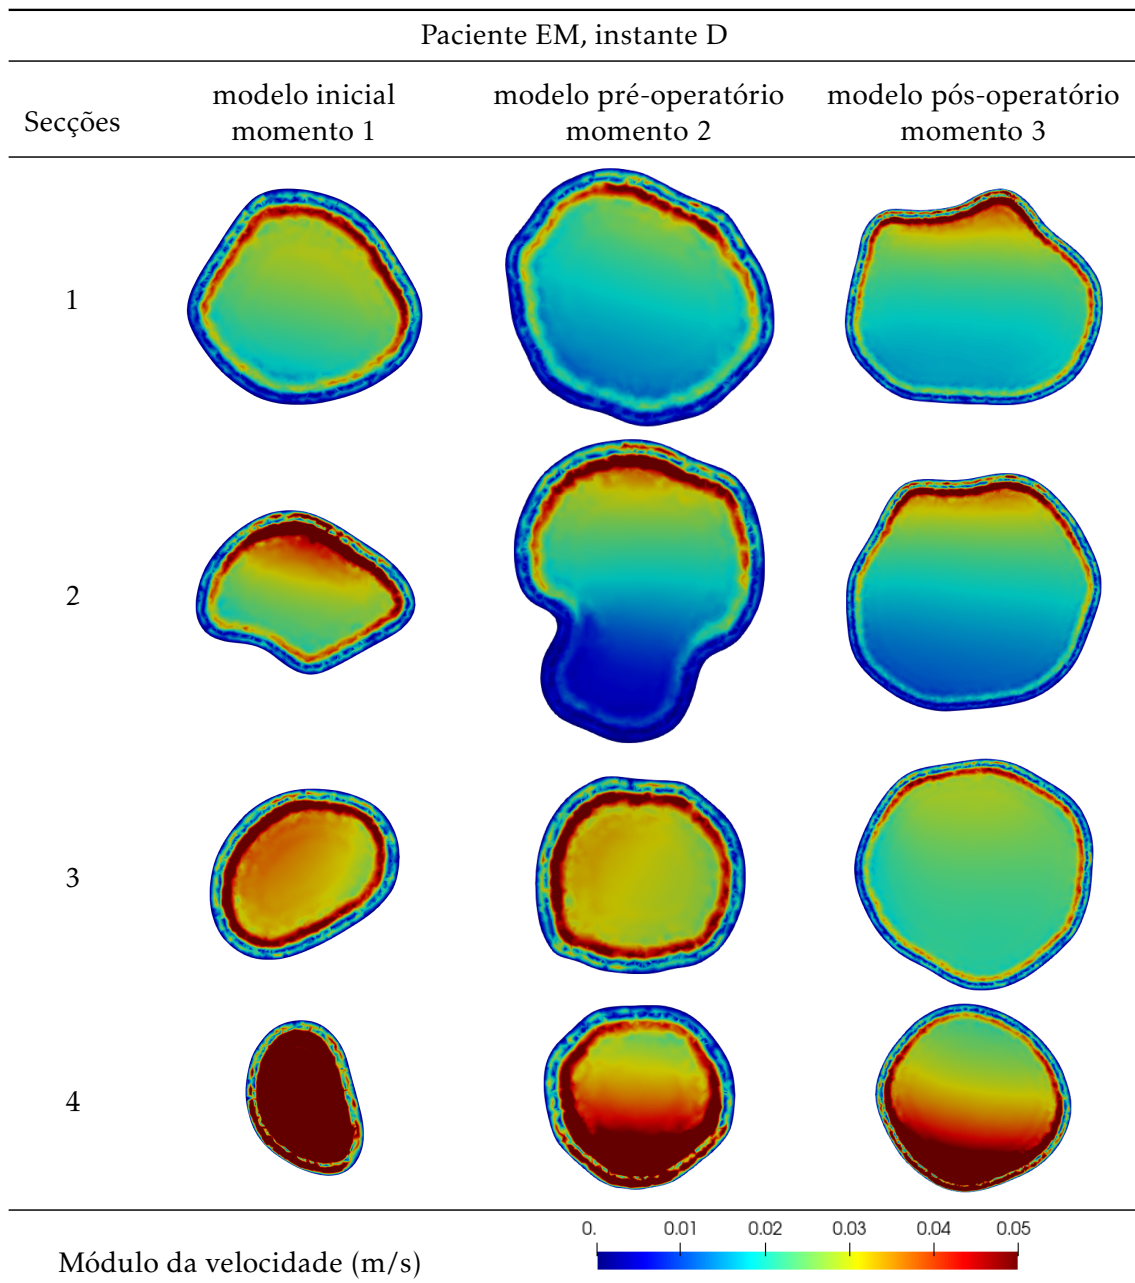 Paciente EM, instante D
Secções
modelo inicial
momento 1
modelo pré-operatório
momento 2
modelo pós-operatório
momento 3
1
2
3
4
Módulo da velocidade (m/s)
0. 0.01 0.02 0.03 0.04 0.05